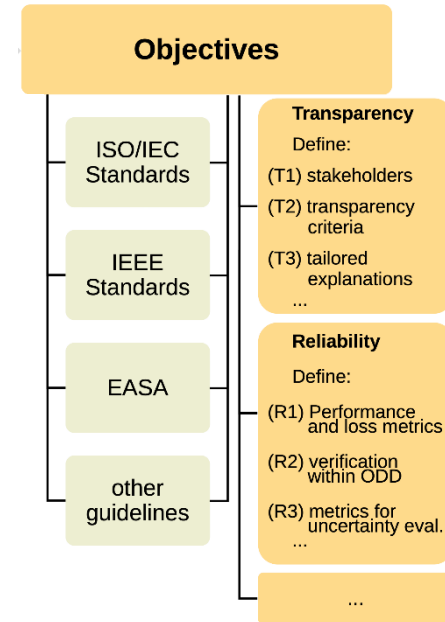 Objectives
ISO/IEC
Standards
IEEE
Standards
EASA
other
guidelines
Transparency
Define:
(T1) stakeholders
(T2) transparency
criteria
(T3) tailored
explanations
...
Reliability
Define:
(R1) Performance
and loss metrics
(R2) verification
within ODD
(R3) metrics for
uncertainty eval.
...
...